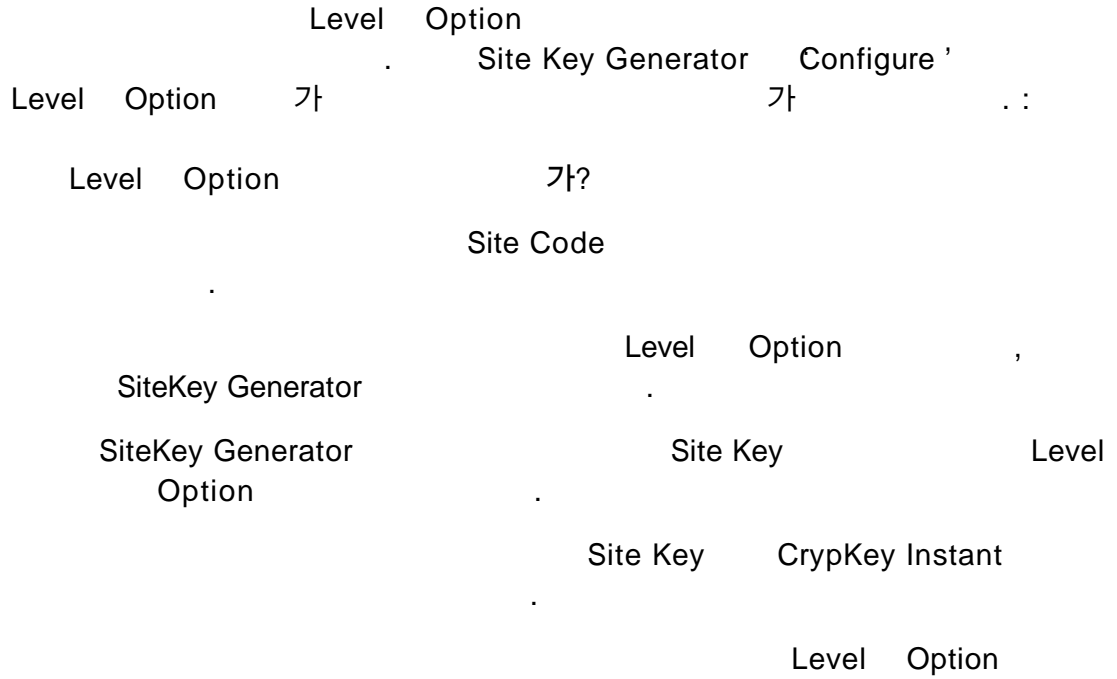 Level Option
. Site Key Generator ‘Configure ’
Level Option 가 가 . :
Level Option 가?
Site Code
.
Level Option ,
SiteKey Generator .
SiteKey Generator Site Key Level
Option .
Site Key CrypKey Instant
.
Level Option